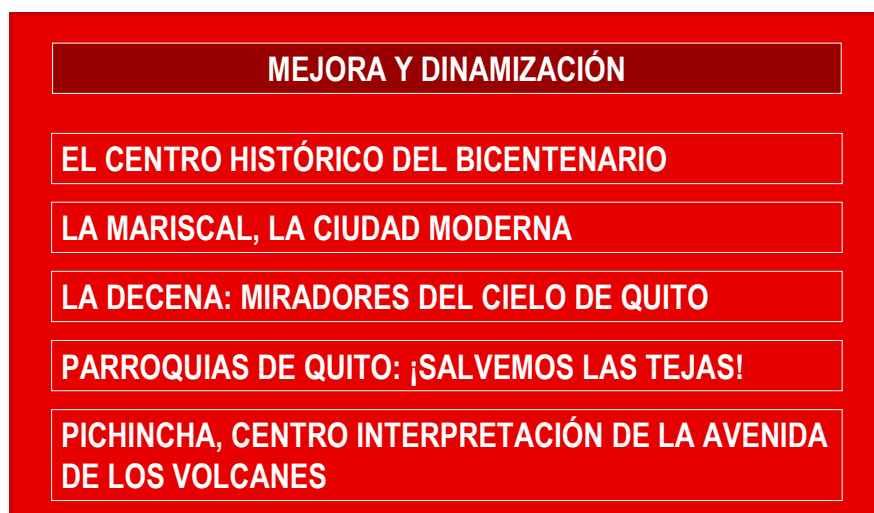 MEJORA Y DINAMIZACIÓN
EL CENTRO HISTÓRICO DEL BICENTENARIO
LA MARISCAL, LA CIUDAD MODERNA
LA DECENA: MIRADORES DEL CIELO DE QUITO
PARROQUIAS DE QUITO: ¡SALVEMOS LAS TEJAS!
PICHINCHA, CENTRO INTERPRETACIÓN DE LA AVENIDA
DE LOS VOLCANES